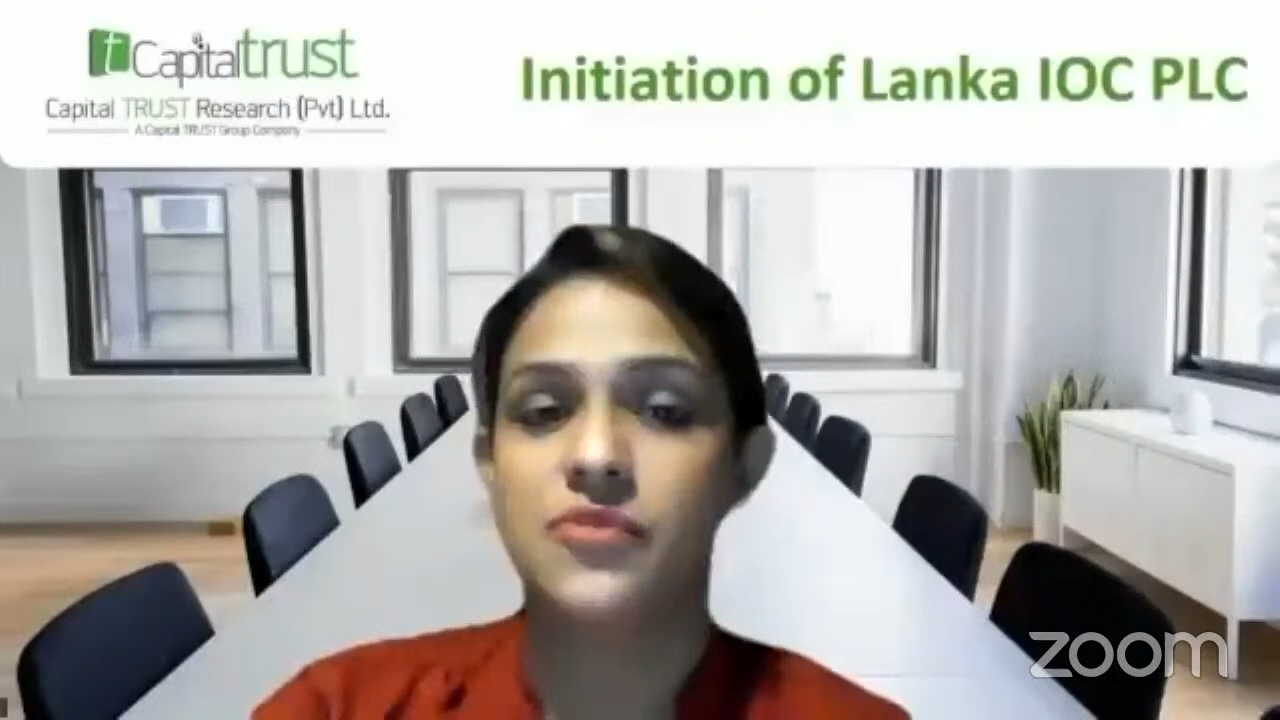 Capitaltrust
Capital TRUST Research (Pvt) Ltd.
A Capital TRUST Group Company
Initiation of Lanka IOC PLC
zoom